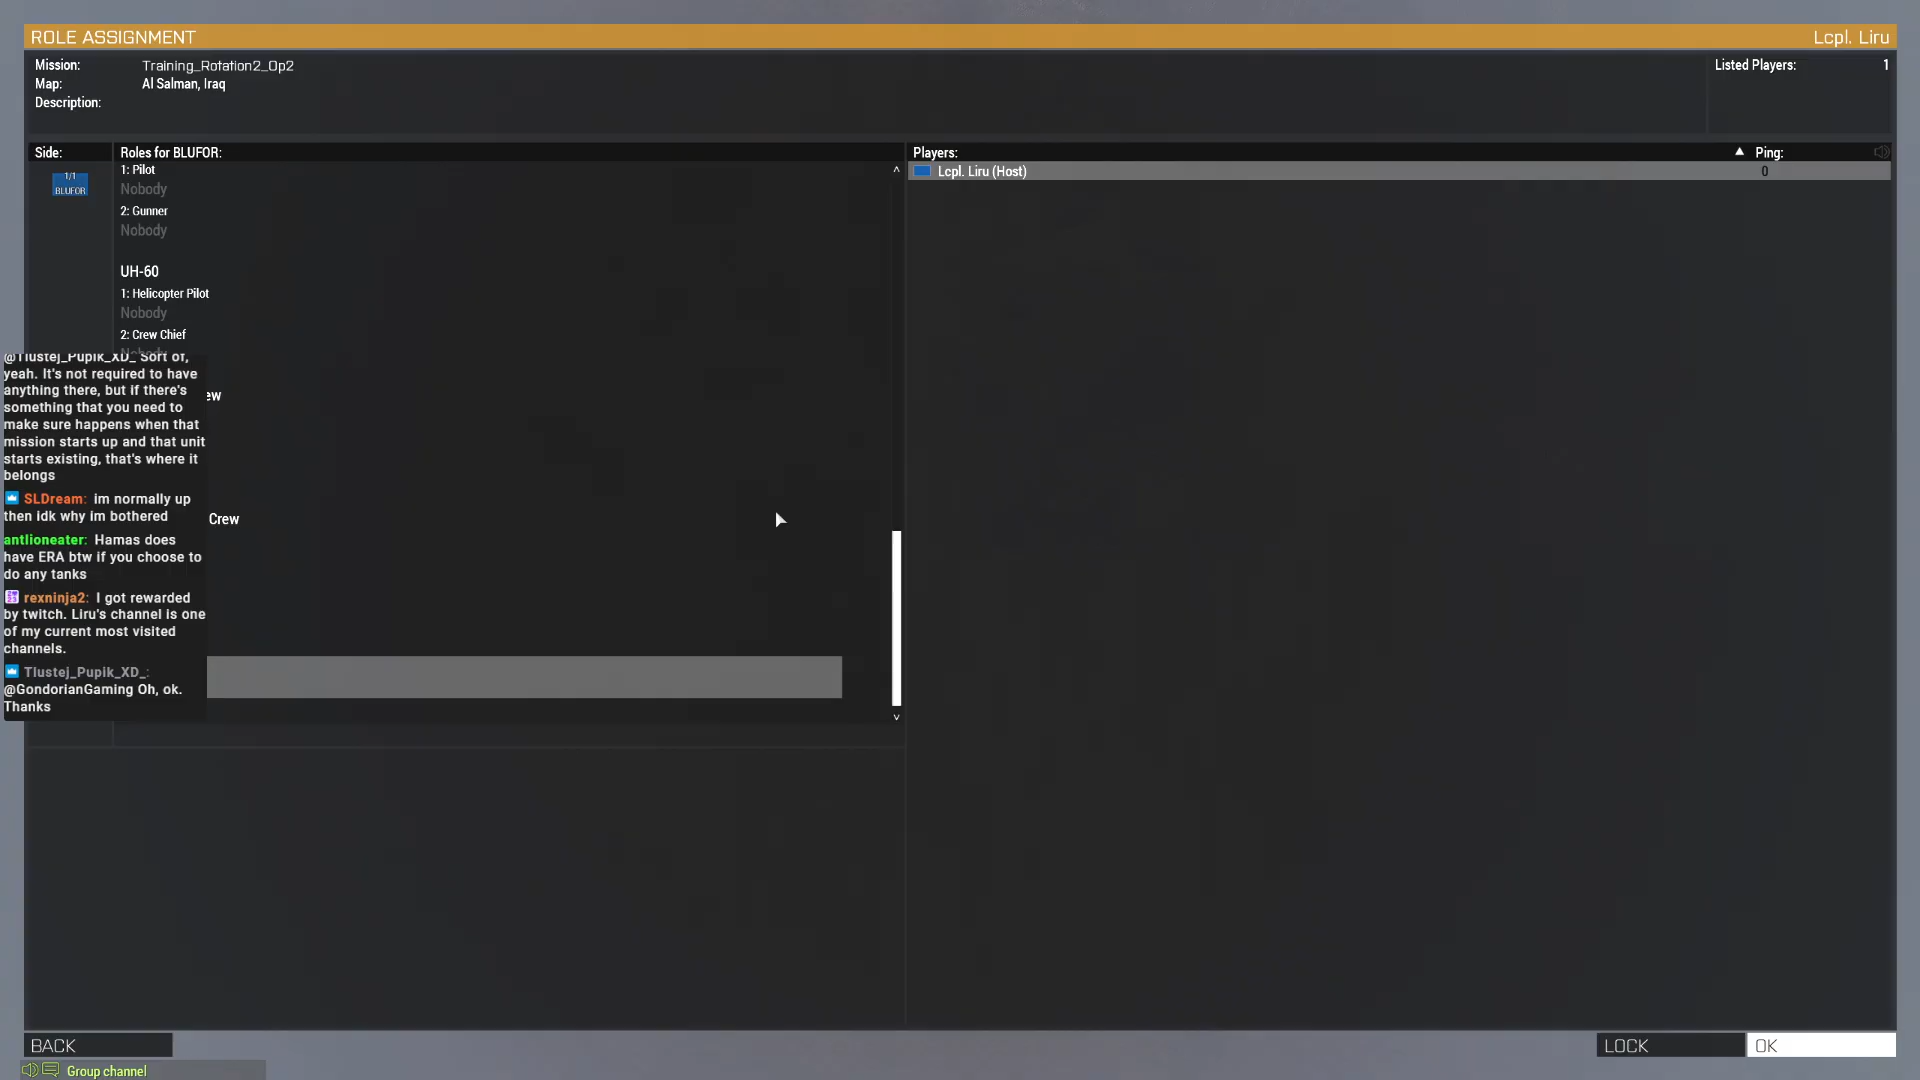 ROLE ASSIGNMENT
Lcpl. Liru
Mission:
Training_Rotation2_Op2
Listed Players:
1
Map:
Al Salman, Iraq
Description:
Side:
Roles for BLUFOR:
Players:
Ping:
1/1
BLUFOR
1: Pilot
Nobody
2: Gunner
Nobody
UH-60
1: Helicopter Pilot
Nobody
2: Crew Chief
Nobody
ew
Crew
Lcpl. Liru (Host)
0
@Tlustej_Pupik_XD_ Sort of,
yeah. It's not required to have
anything there, but if there's
something that you need to
make sure happens when that
mission starts up and that unit
starts existing, that's where it
belongs
SLDream: im normally up
then idk why im bothered
antlioneater: Hamas does
have ERA btw if you choose to
do any tanks
rexninja2: I got rewarded
by twitch. Liru's channel is one
of my current most visited
channels.
Tlustej_Pupik_XD_:
@GondorianGaming Oh, ok.
Thanks
BACK
LOCK
OK
Group channel